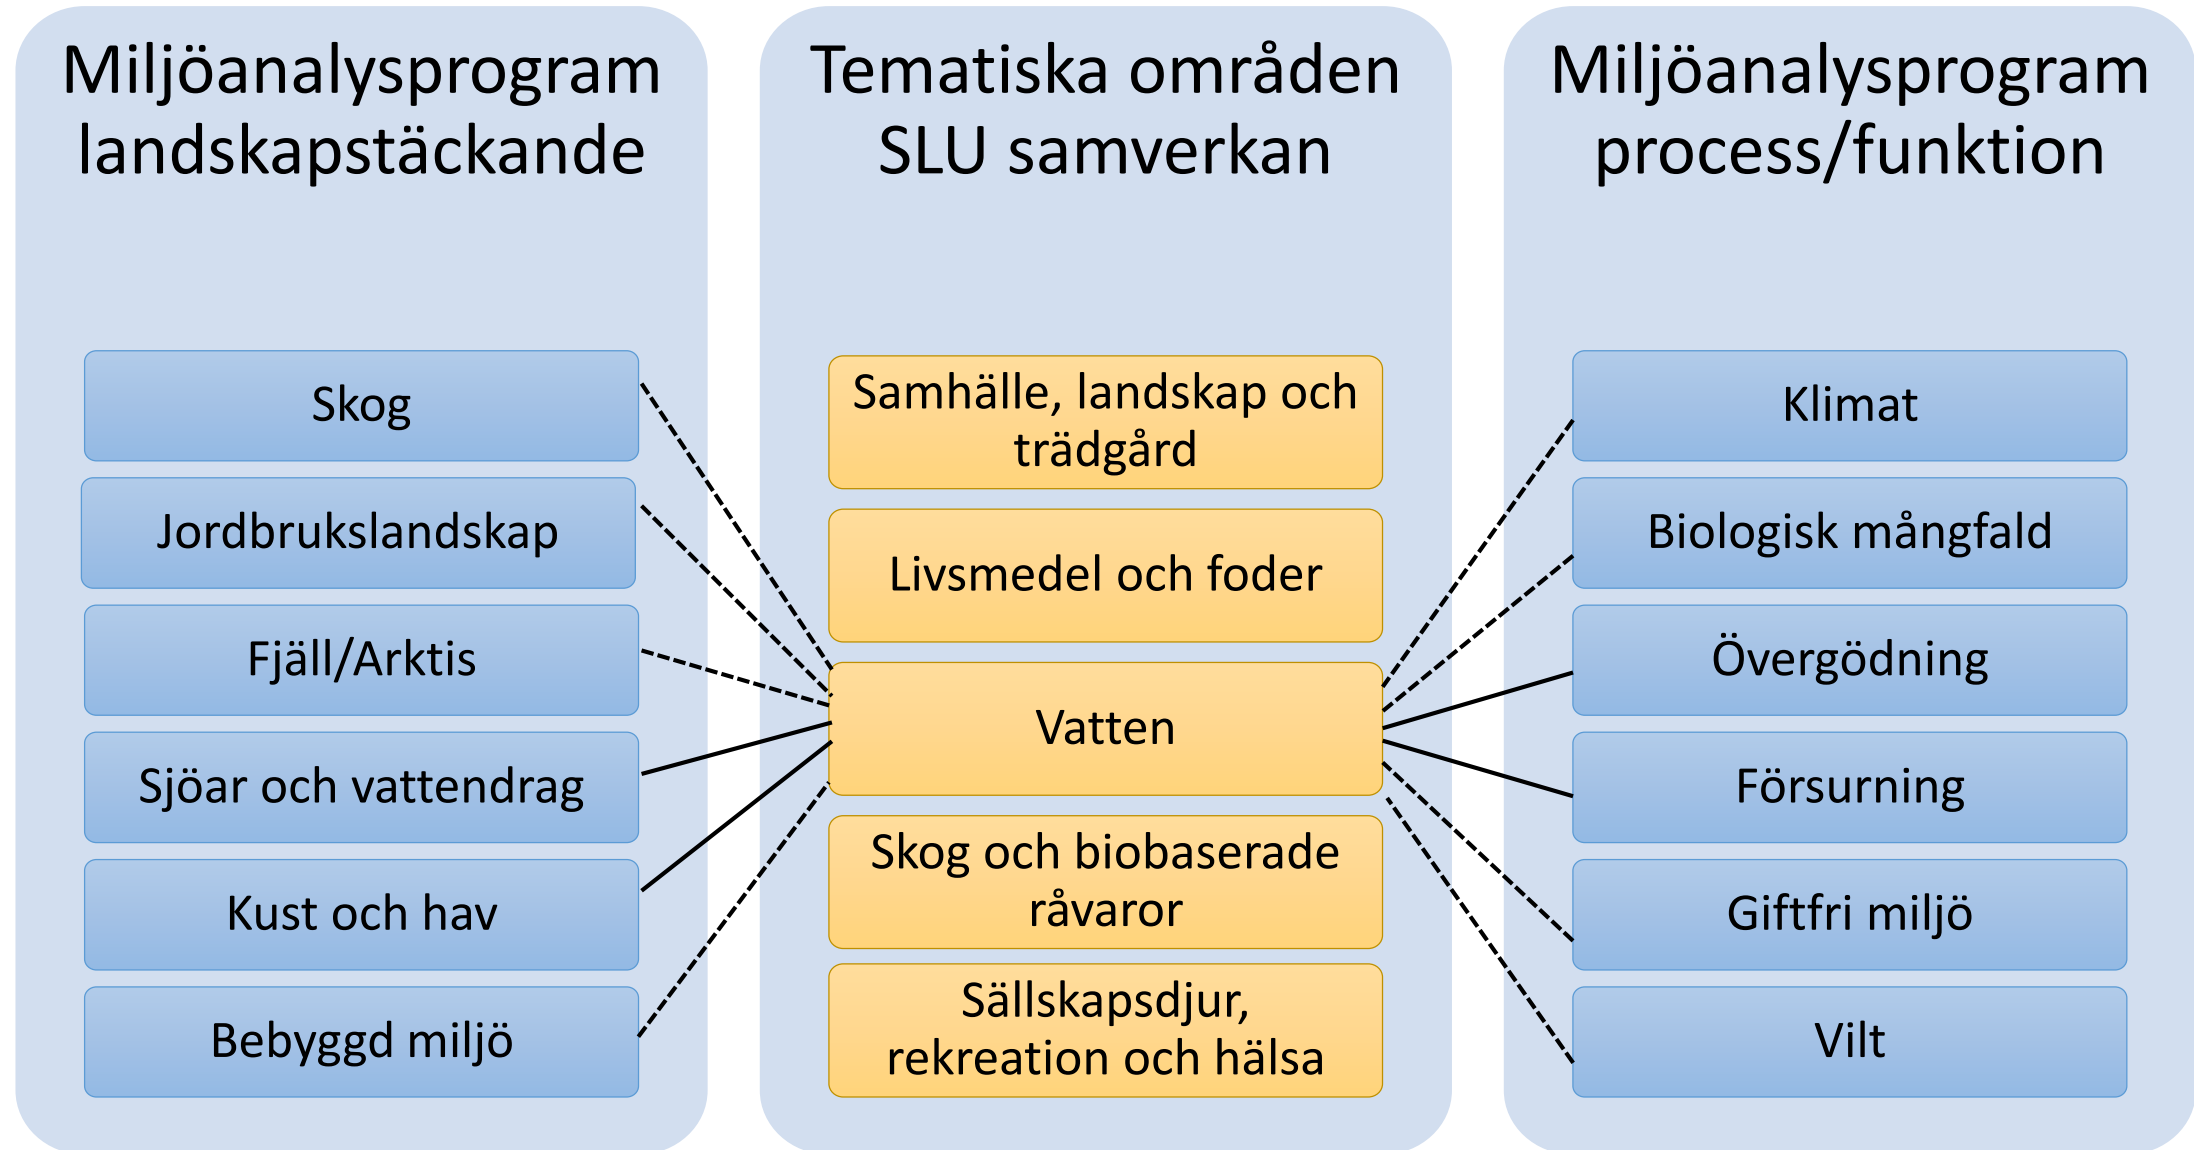 Miljöanalysprogram
landskapstäckande
Skog
Jordbrukslandskap
Fjäll/Arktis
Sjöar och vattendrag
Kust och hav
Bebyggd miljö
Tematiska områden
SLU samverkan
Samhälle, landskap och
trädgård
Livsmedel och foder
Vatten
Skog och biobaserade
råvaror
Sällskapsdjur,
rekreation och hälsa
Miljöanalysprogram
process/funktion
Klimat
Biologisk mångfald
Övergödning
Försurning
Giftfri miljö
Vilt